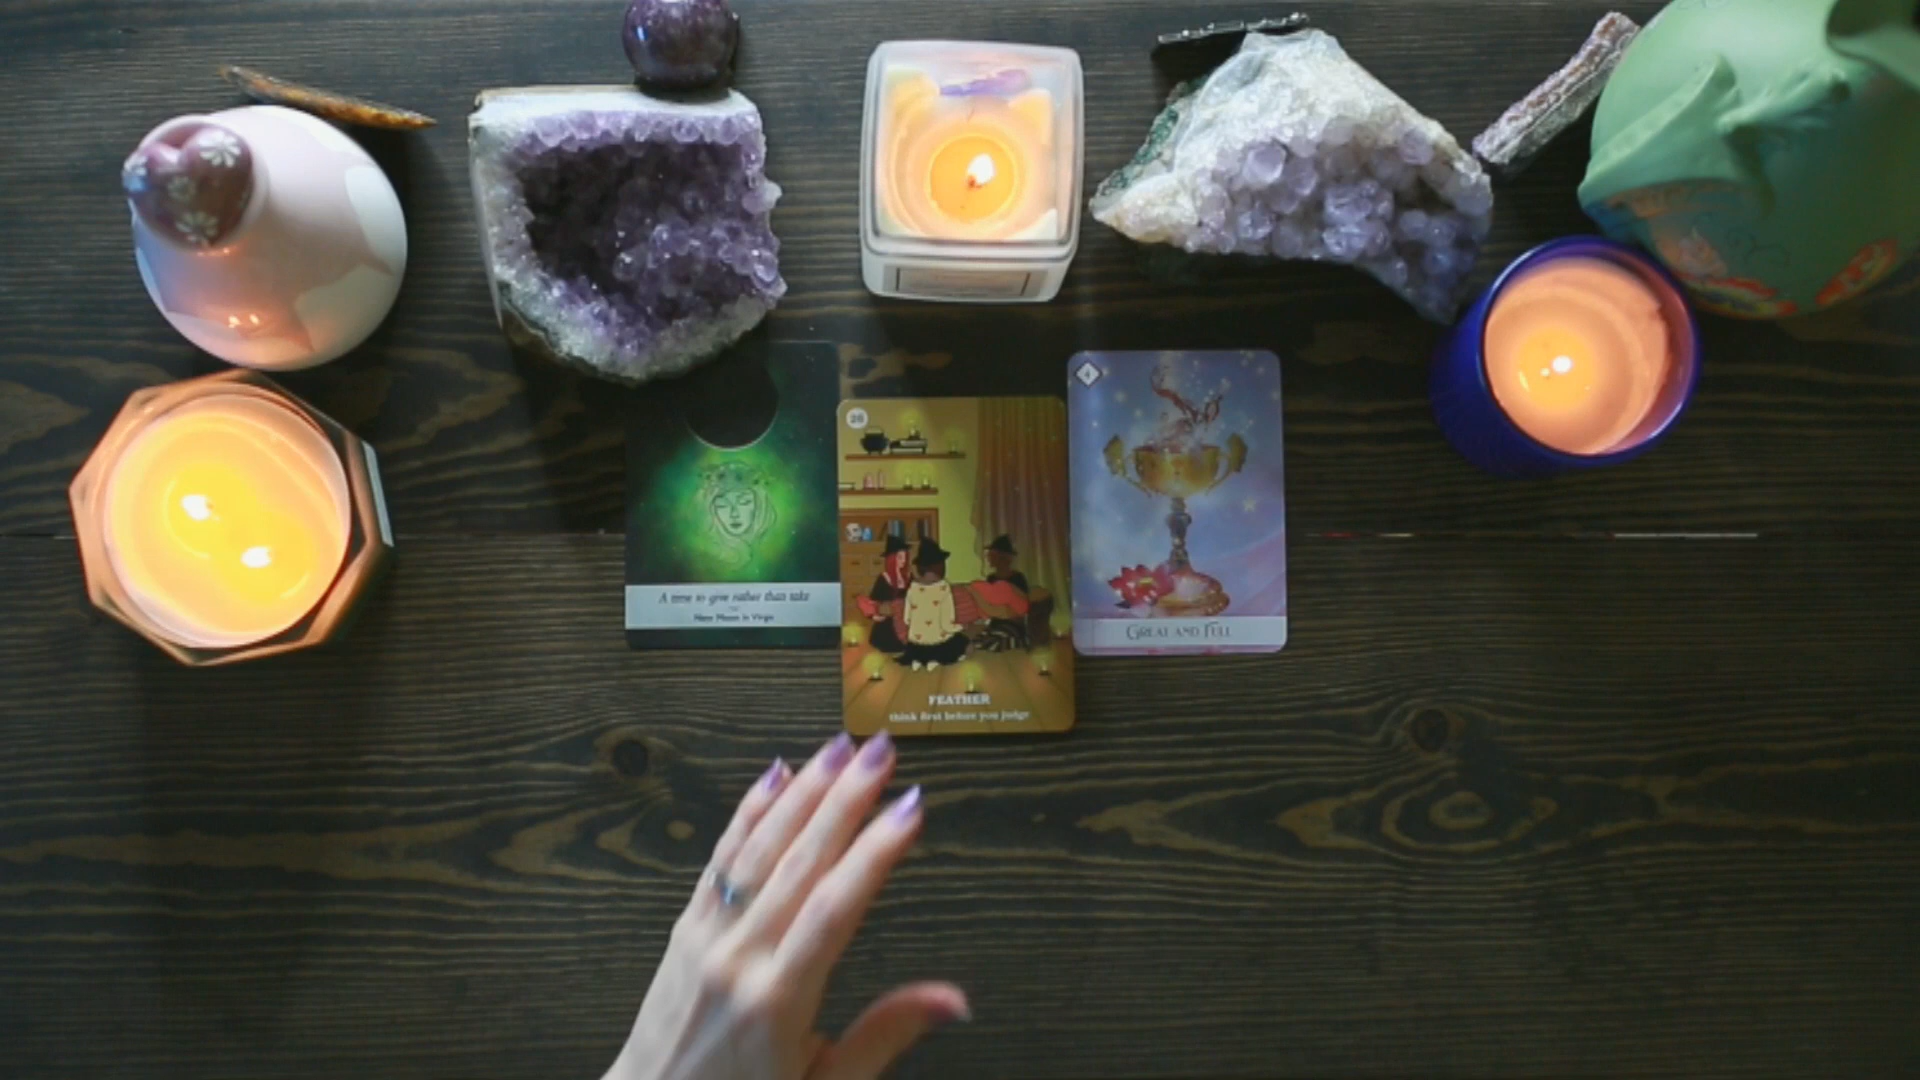 A time to give rather than take
New Moon in Virgo
28
FEATHER
think first before you judge
4
GREAT AND FULL